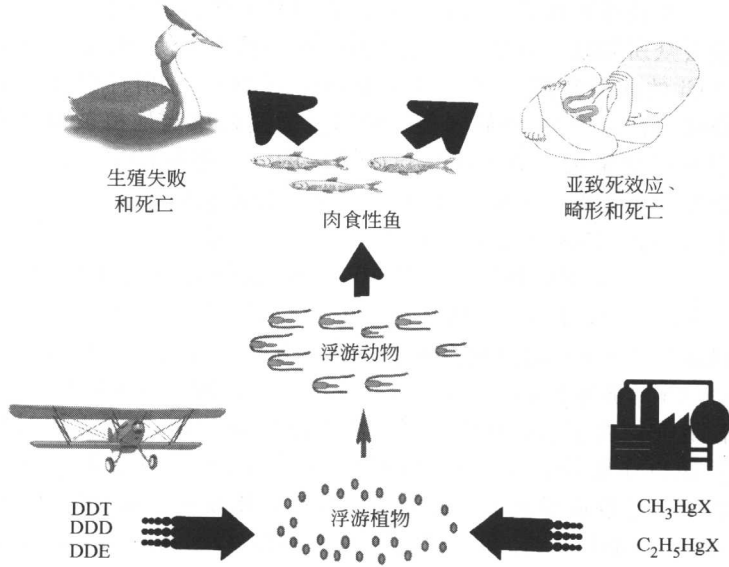 生殖失败
和死亡
肉食性鱼
亚致死效应、
畸形和死亡
浮游动物
DDT
DDD
DDE
浮游植物
CH₃HgX
C₂H₅HgX